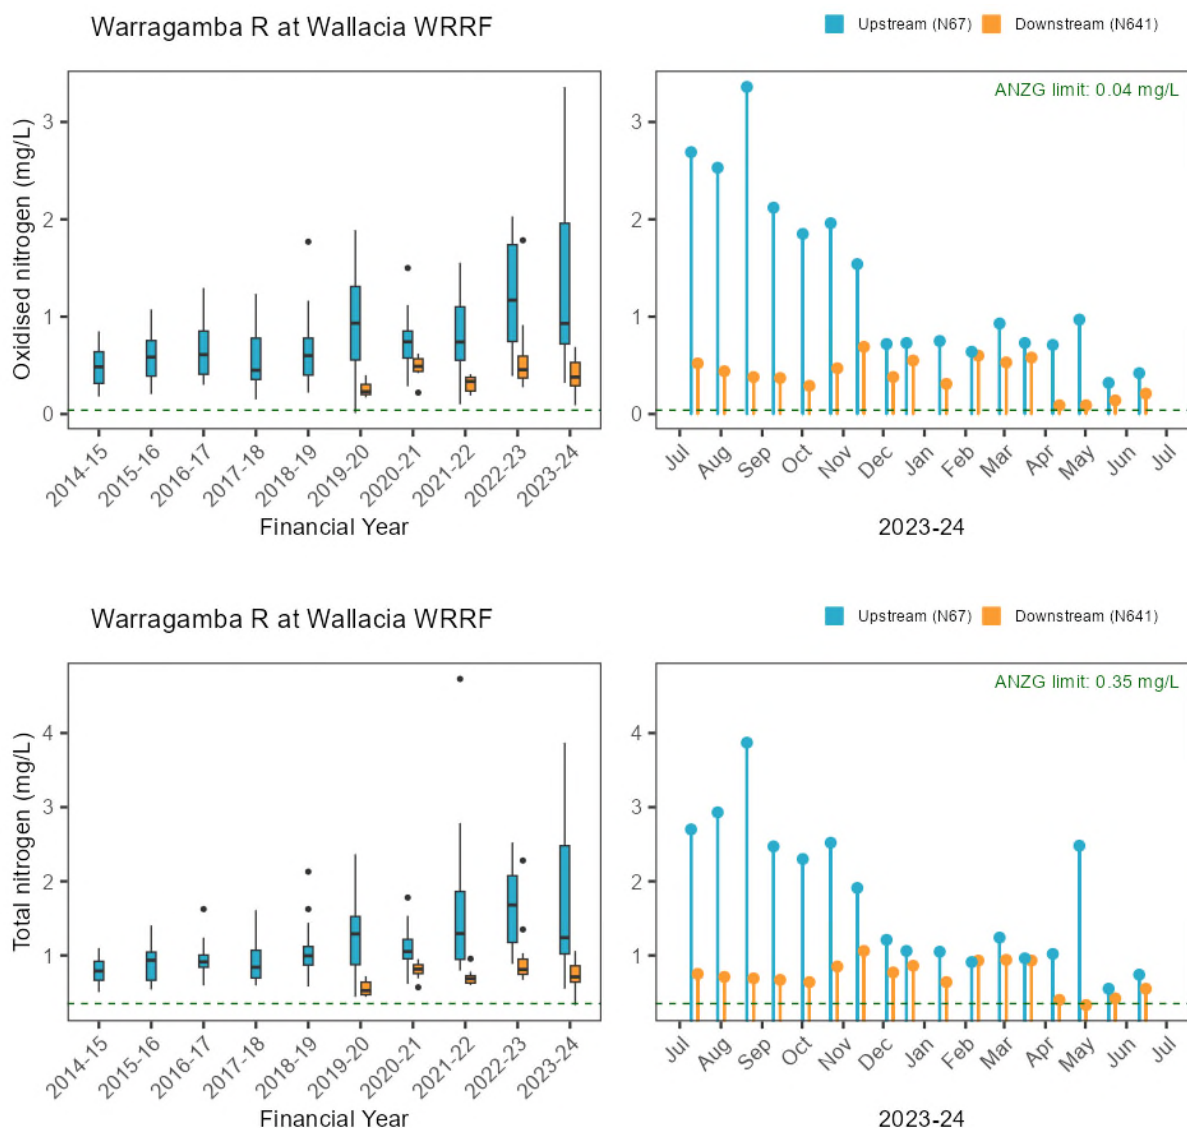 Warragamba R at Wallacia WRRF
Upstream (N67) Downstream (N641)
Oxidised nitrogen (mg/L)
3
2
1
0
2014-15 2015-16 2016-17 2017-18 2018-19 2019-20 2020-21 2021-22 2022-23 2023-24
Financial Year
ANZG limit: 0.04 mg/L
3
2
1
0
Jul Aug Sep Oct Nov Dec Jan Feb Mar Apr May Jun Jul
2023-24
Warragamba R at Wallacia WRRF
Upstream (N67) Downstream (N641)
Total nitrogen (mg/L)
4
3
2
1
2014-15 2015-16 2016-17 2017-18 2018-19 2019-20 2020-21 2021-22 2022-23 2023-24
Financial Year
ANZG limit: 0.35 mg/L
4
3
2
1
Jul Aug Sep Oct Nov Dec Jan Feb Mar Apr May Jun Jul
2023-24